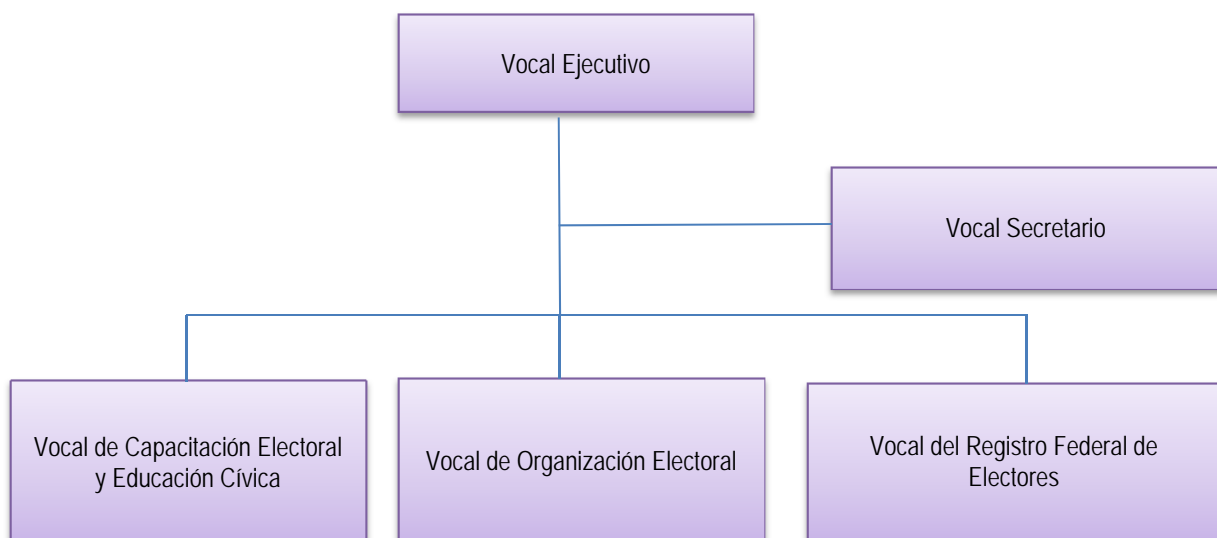 Vocal Ejecutivo
Vocal Secretario
Vocal de Capacitación Electoral
y Educación Cívica
Vocal de Organización Electoral
Vocal del Registro Federal de
Electores